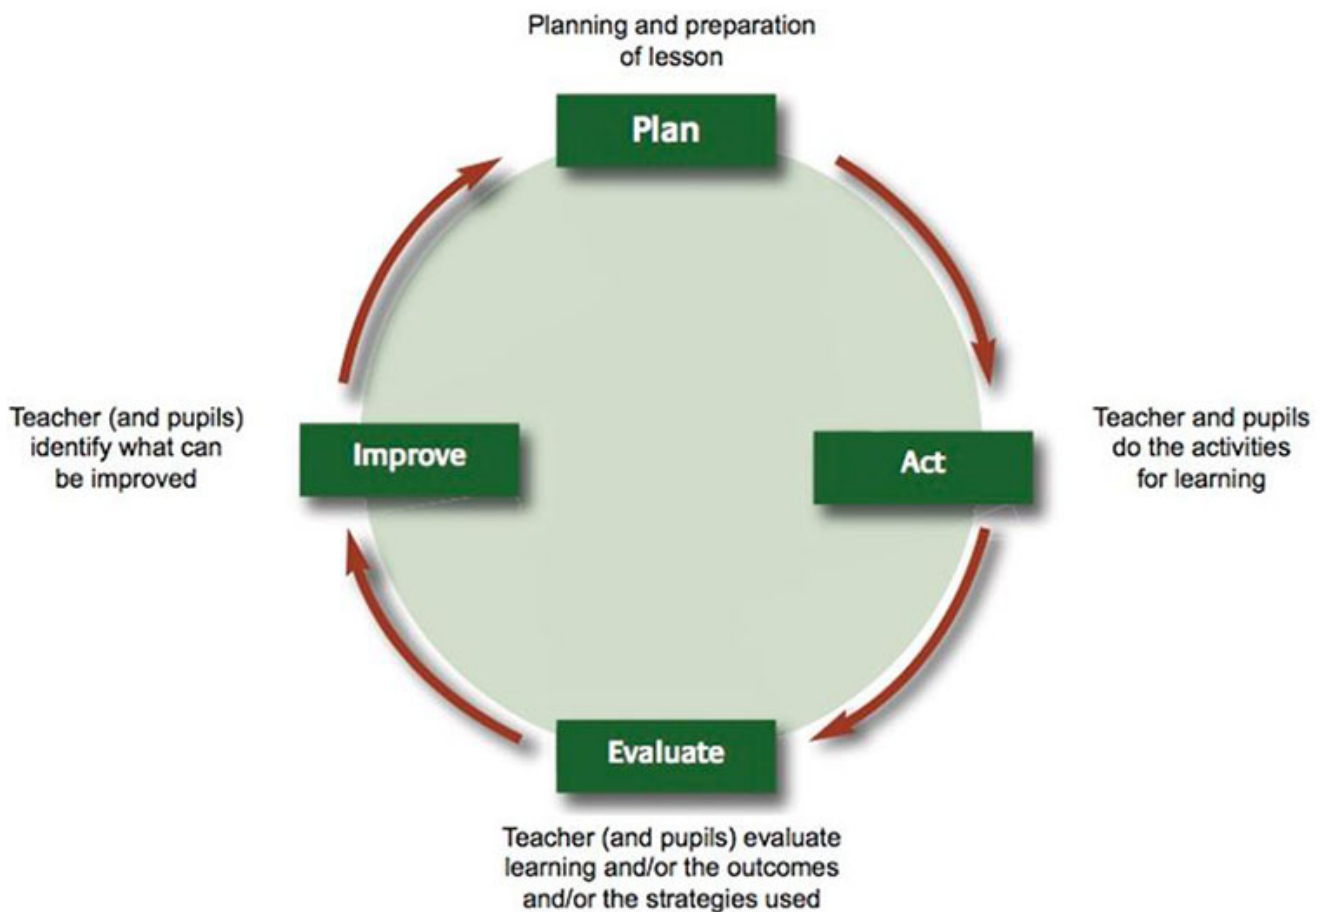 Planning and preparation
of lesson
Plan
Act
Teacher and pupils
do the activities
for learning
Evaluate
Teacher (and pupils) evaluate
learning and/or the outcomes
and/or the strategies used
Improve
Teacher (and pupils)
identify what can
be improved